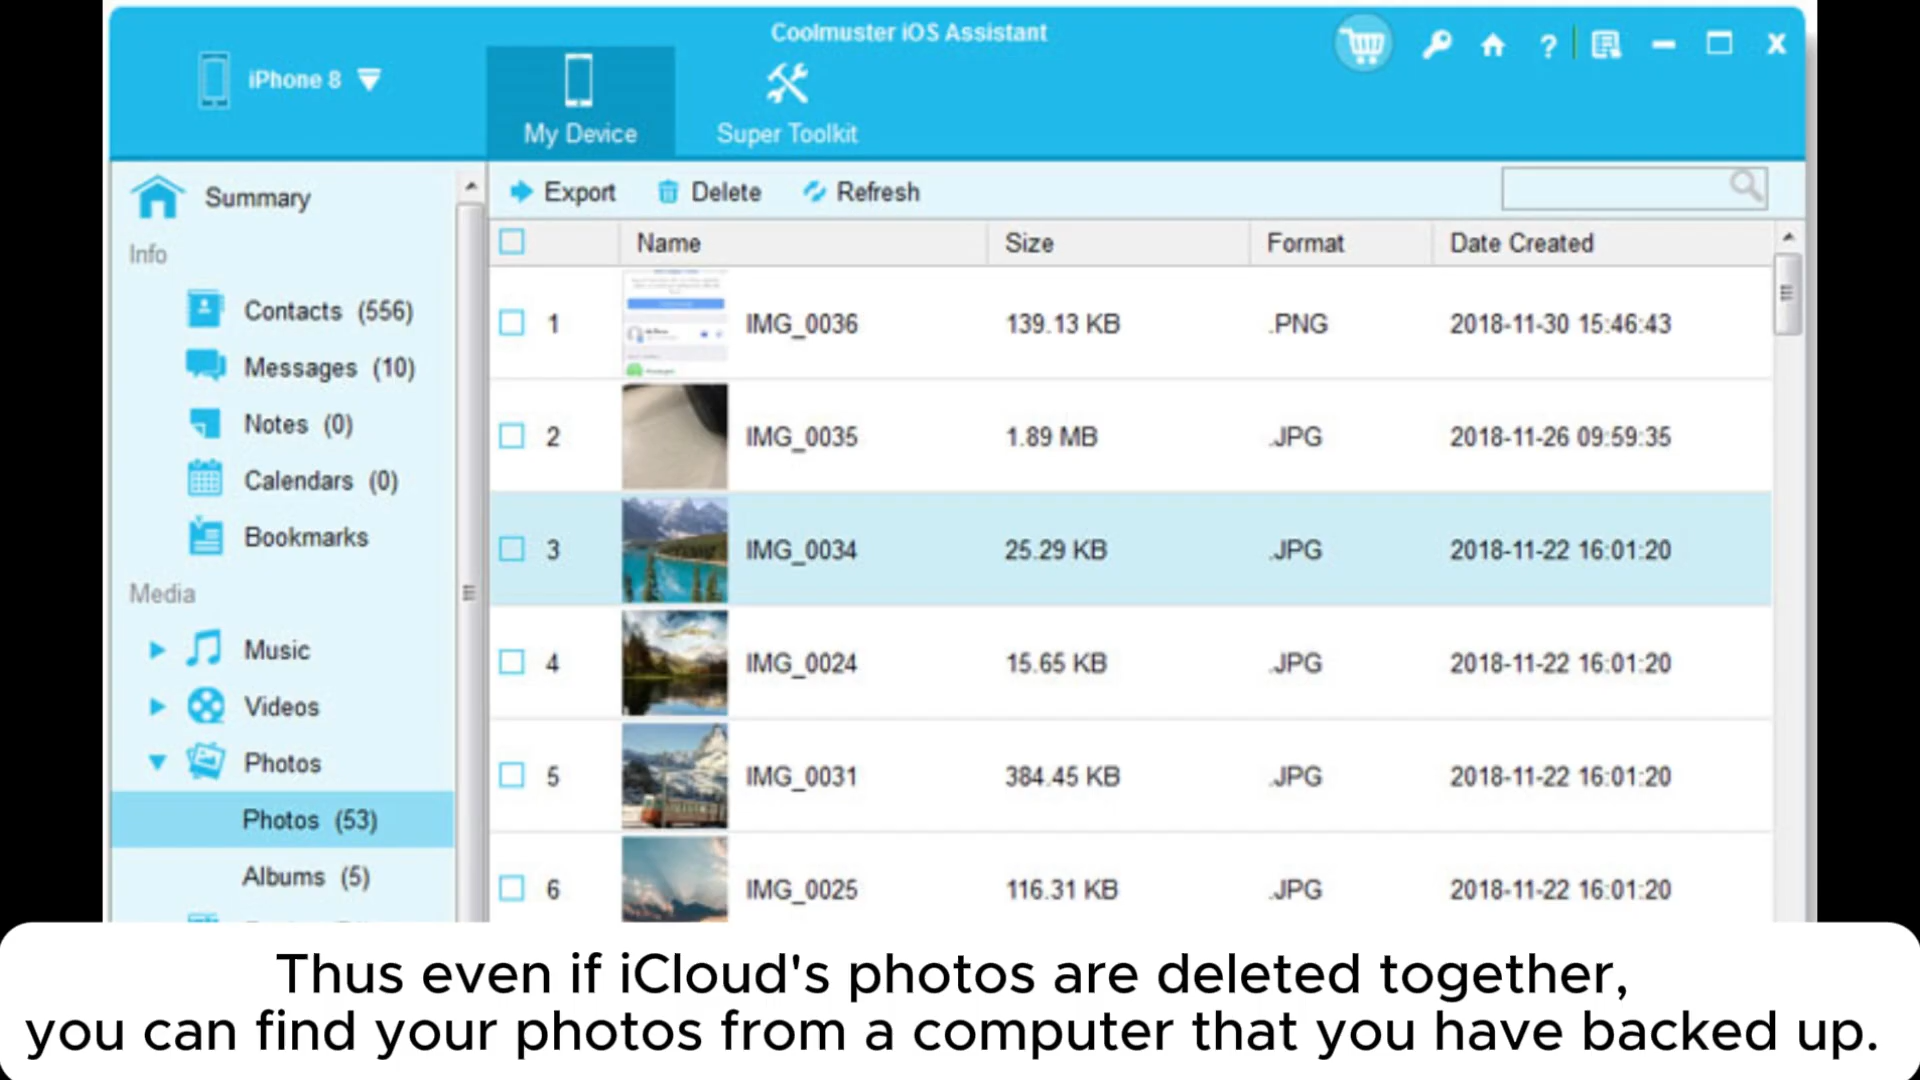 Coolmuster iOS Assistant
iPhone 8
My Device
Super Toolkit
Summary
Export Delete Refresh
Info
Name Size Format Date Created
Contacts (556)
Messages (10)
Notes (0)
Calendars (0)
Bookmarks
Media
Music
Videos
Photos
Photos (53)
Albums (5)
1 IMG_0036 139.13 KB .PNG 2018-11-30 15:46:43
2 IMG_0035 1.89 MB .JPG 2018-11-26 09:59:35
3 IMG_0034 25.29 KB .JPG 2018-11-22 16:01:20
4 IMG_0024 15.65 KB .JPG 2018-11-22 16:01:20
5 IMG_0031 384.45 KB .JPG 2018-11-22 16:01:20
6 IMG_0025 116.31 KB .JPG 2018-11-22 16:01:20
Thus even if iCloud's photos are deleted together,
you can find your photos from a computer that you have backed up.